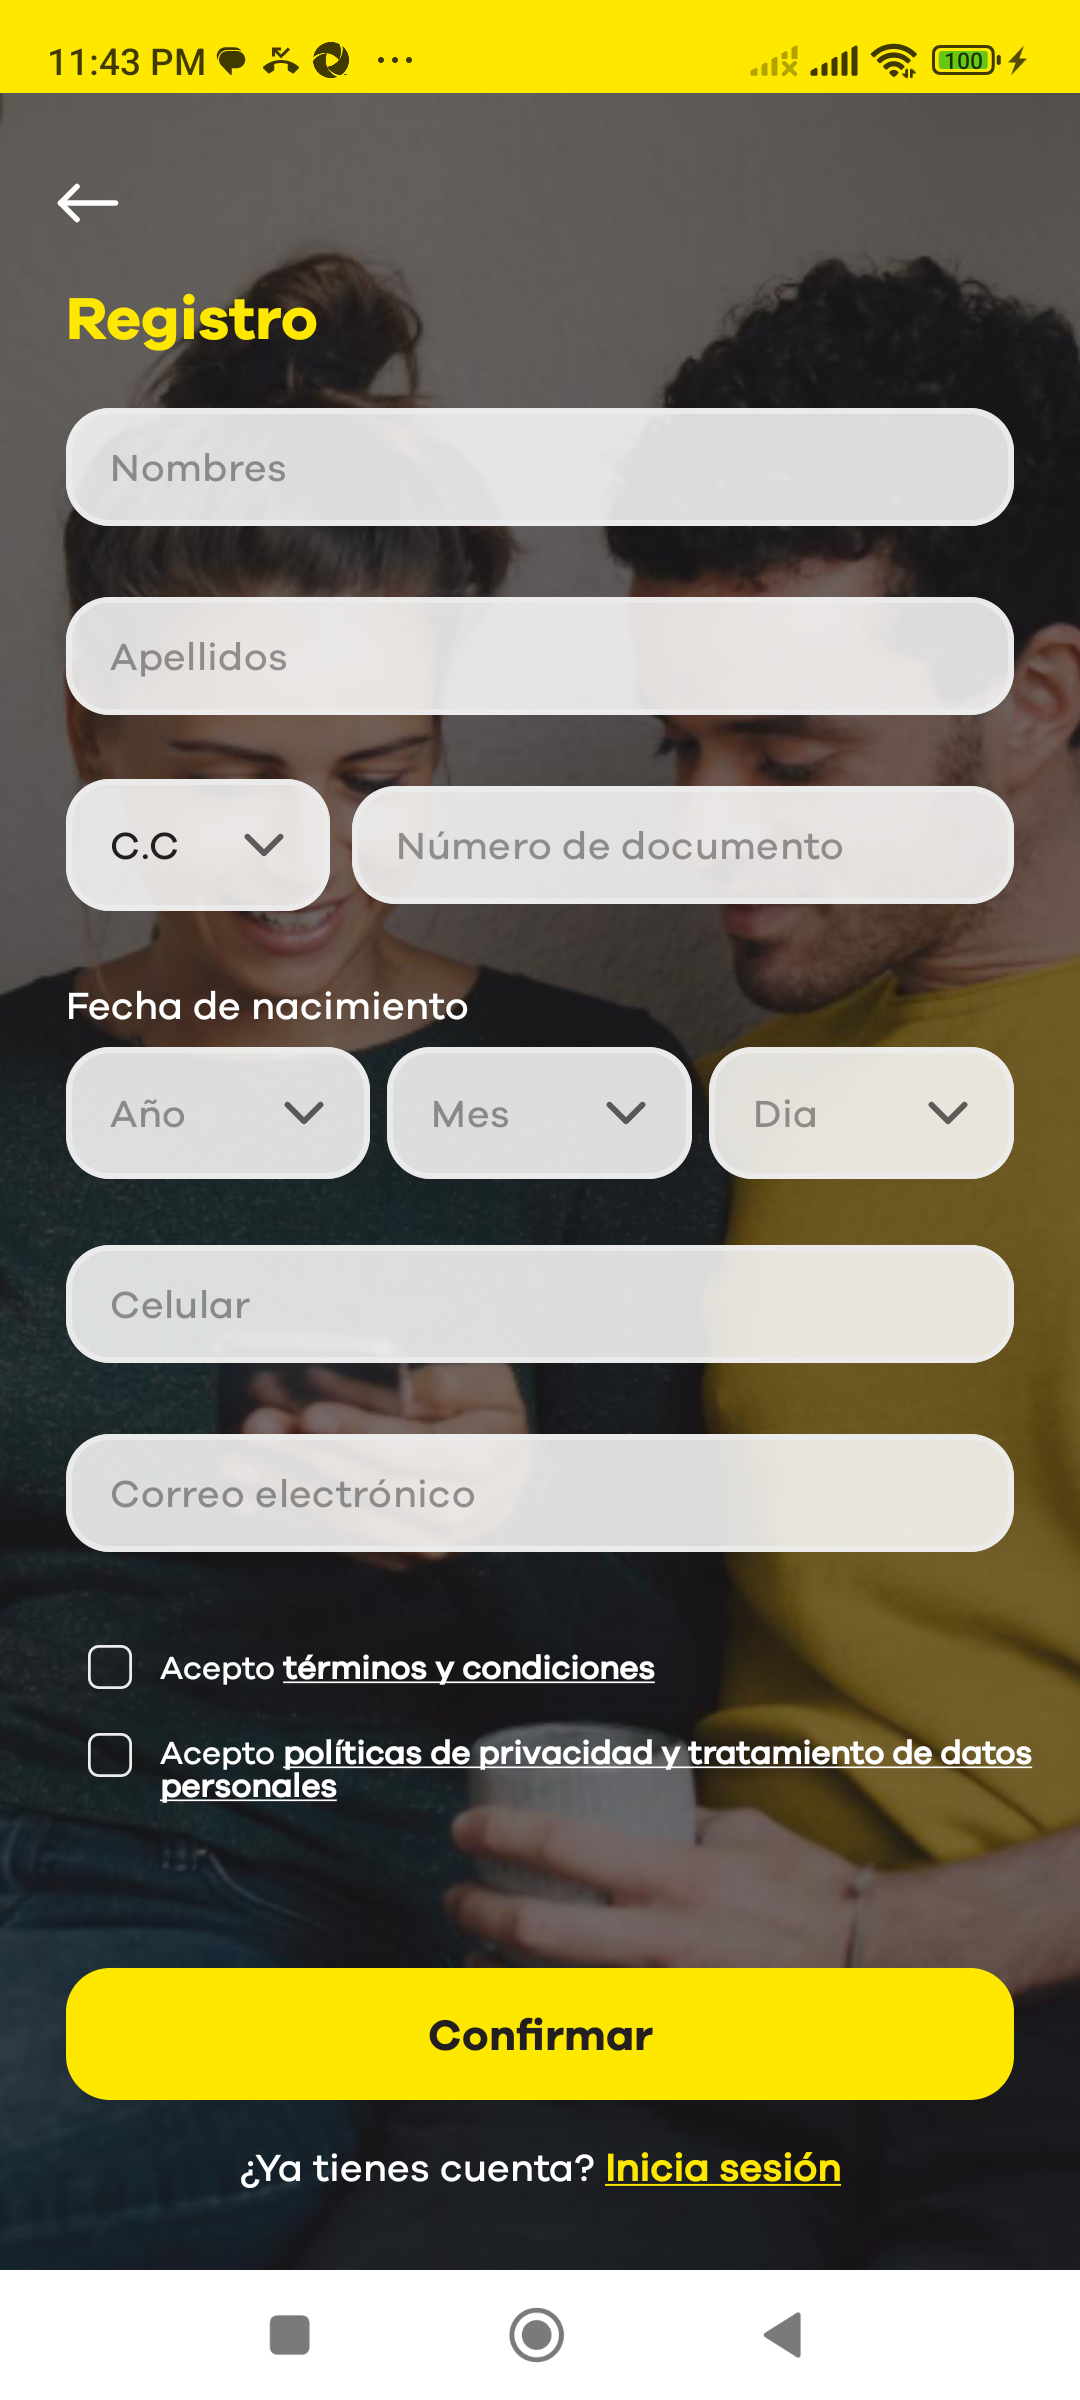 11:43 PM
100
Registro
Nombres
Apellidos
C.C
Número de documento
Fecha de nacimiento
Año
Mes
Dia
Celular
Correo electrónico
Acepto términos y condiciones
Acepto políticas de privacidad y tratamiento de datos
personales
Confirmar
¿Ya tienes cuenta? Inicia sesión